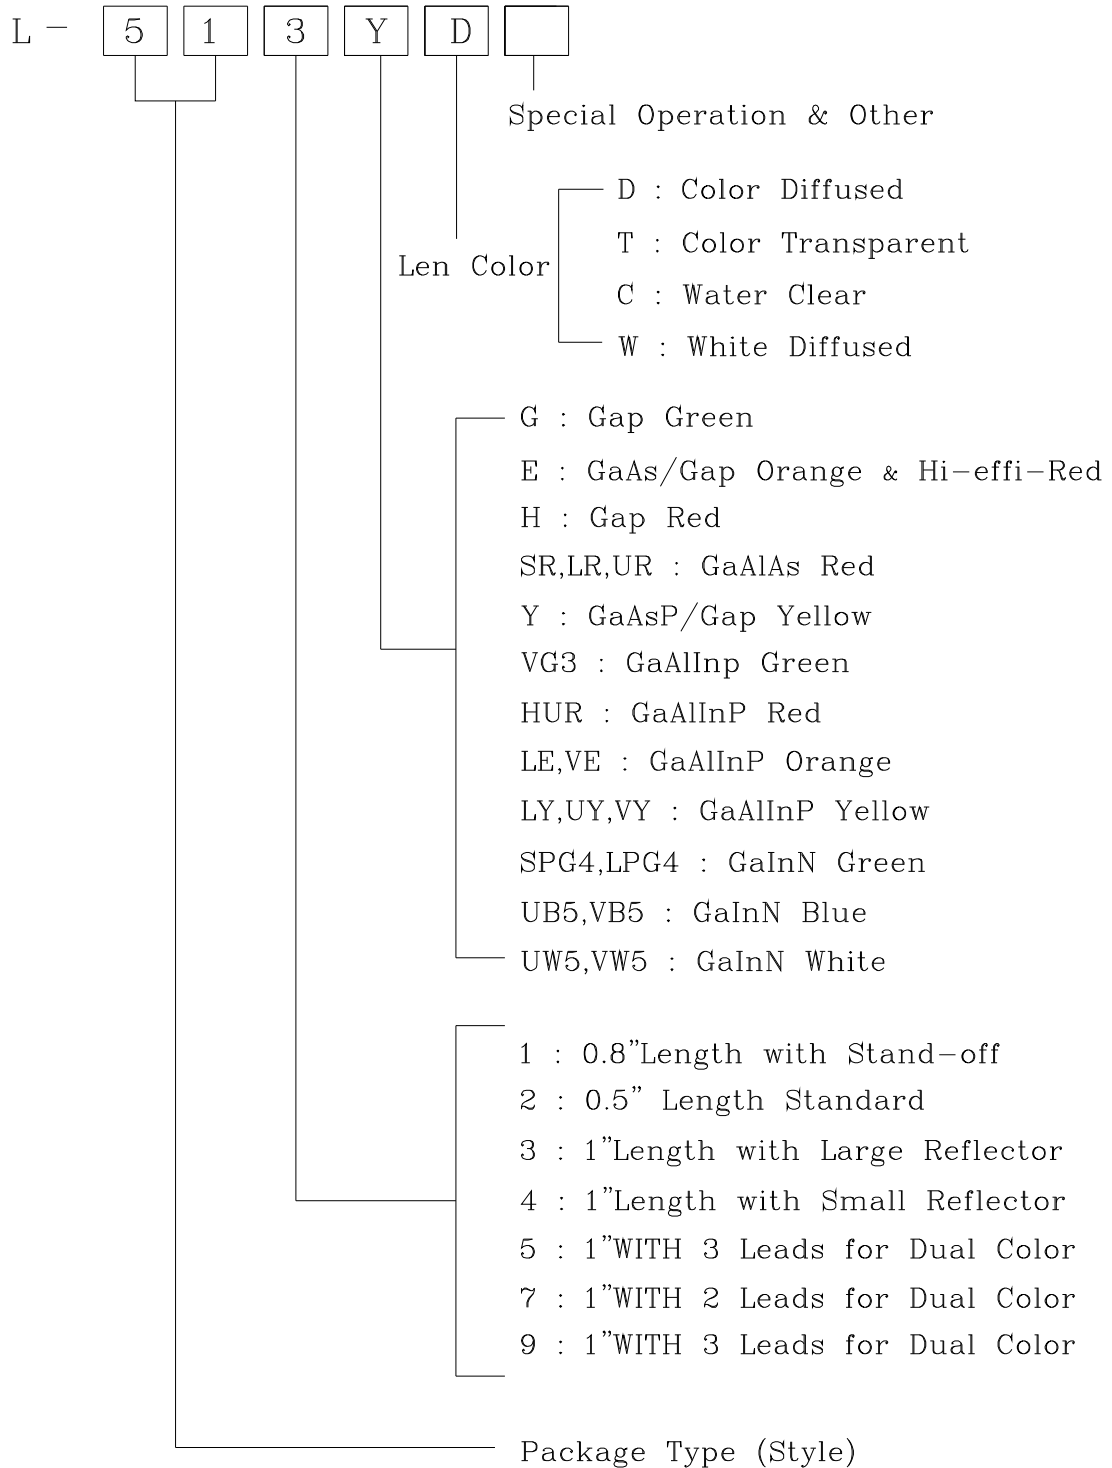 L- 5 1 3 Y D
Special Operation & Other
D : Color Diffused
T : Color Transparent
Len Color
C : Water Clear
W : White Diffused
G : Gap Green
E : GaAs/Gap Orange & Hi-effi-Red
H : Gap Red
SR,LR,UR : GaAlAs Red
Y : GaAsP/Gap Yellow
VG3 : GaAlInp Green
HUR : GaAlInP Red
LE,VE : GaAlInP Orange
LY,UY,VY : GaAlInP Yellow
SPG4,LPG4 : GaInN Green
UB5,VB5 : GaInN Blue
UW5,VW5 : GaInN White
1 : 0.8”Length with Stand-off
2 : 0.5” Length Standard
3 : 1”Length with Large Reflector
4 : 1”Length with Small Reflector
5 : 1”WITH 3 Leads for Dual Color
7 : 1”WITH 2 Leads for Dual Color
9 : 1”WITH 3 Leads for Dual Color
Package Type (Style)